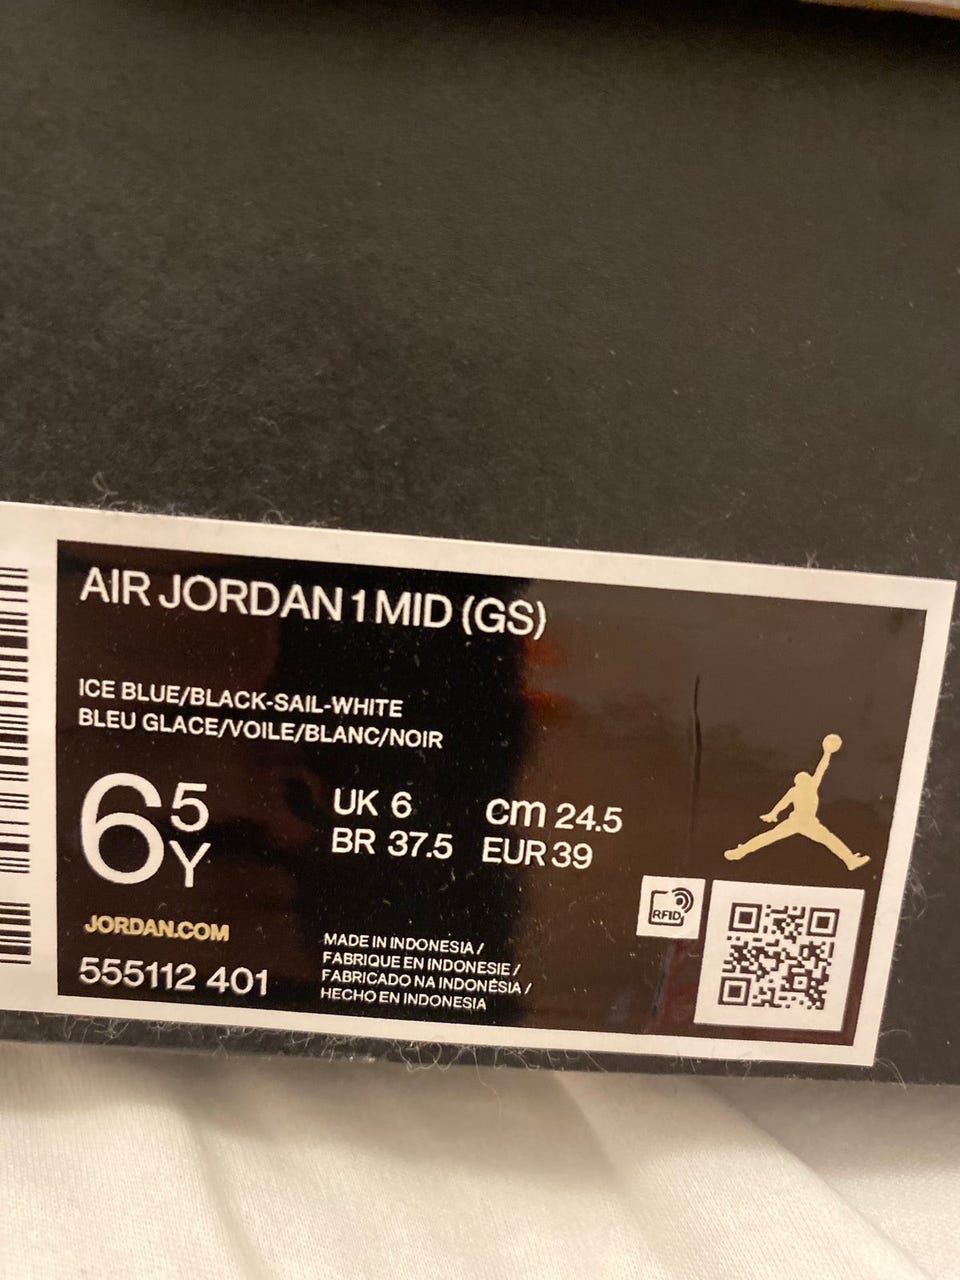 AIR JORDAN 1 MID (GS)
ICE BLUE/BLACK-SAIL-WHITE
BLEU GLACE/VOILE/BLANC/NOIR
6 5Y
UK 6
cm 24.5
BR 37.5
EUR 39
JORDAN.COM
555112 401
MADE IN INDONESIA /
FABRIQUE EN INDONESIE /
FABRICADO NA INDONÉSIA /
HECHO EN INDONESIA
RFID